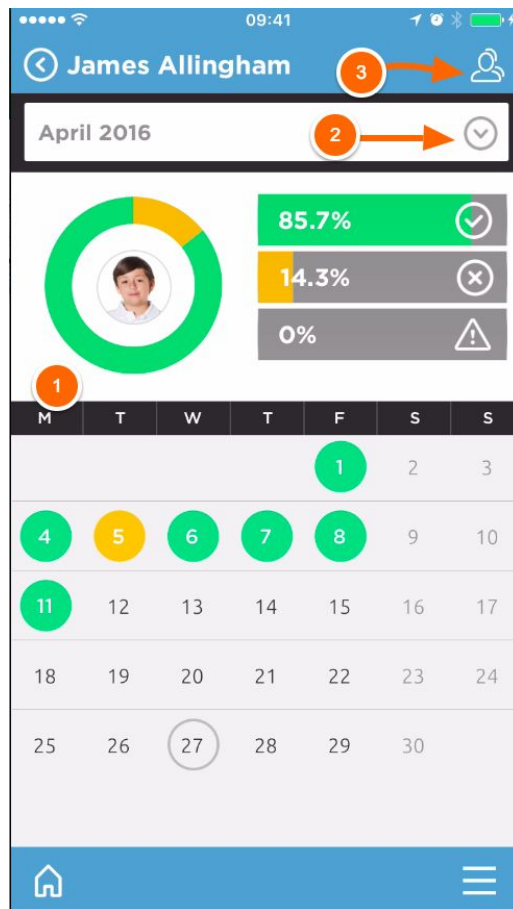 09:41
James Allingham
3
April 2016
2
85.7%
14.3%
0%
1
M T W T F S S
1 2 3
4 5 6 7 8 9 10
11 12 13 14 15 16 17
18 19 20 21 22 23 24
25 26 27 28 29 30